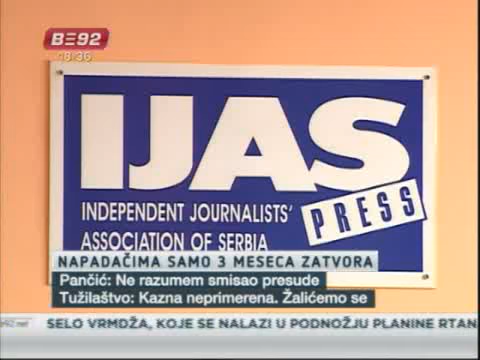 B92
18:36
IJAS
INDEPENDENT JOURNALISTS'
ASSOCIATION OF SERBIA
PRESS
NAPADAČIMA SAMO 3 MESECA ZATVORA
Pančić: Ne razumem smisao presude
Tužilaštvo: Kazna neprimerena. Žalićemo se
SELO VRMDŽA, KOJE SE NALAZI U PODNOŽJU PLANINE RTAN